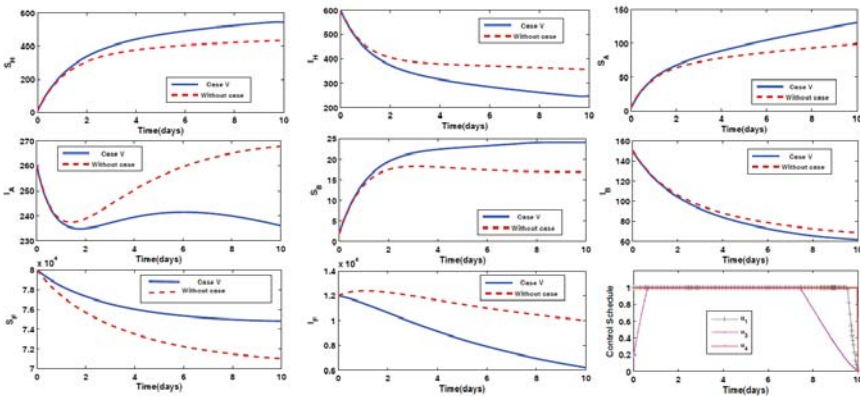 600
400
200
0
S_H
0 2 4 6 8 10
Time(days)
Case V
Without case
600
500
400
300
200
I_H
0 2 4 6 8 10
Time(days)
Case V
Without case
150
100
50
0
S_A
0 2 4 6 8 10
Time(days)
Case V
Without case
270
260
250
240
230
I_A
0 2 4 6 8 10
Time(days)
Case V
Without case
25
20
15
10
5
0
S_B
0 2 4 6 8 10
Time(days)
Case V
Without case
160
140
120
100
80
60
I_B
0 2 4 6 8 10
Time(days)
Case V
Without case
8
7.8
7.6
7.4
7.2
7
S_F
0 2 4 6 8 10
Time(days)
Case V
Without case
1.4
1.2
1
0.8
0.6
I_F
0 2 4 6 8 10
Time(days)
Case V
Without case
1
0.8
0.6
0.4
0.2
0
Control Schedule
0 2 4 6 8 10
Time(days)
u_1
u_3
u_4